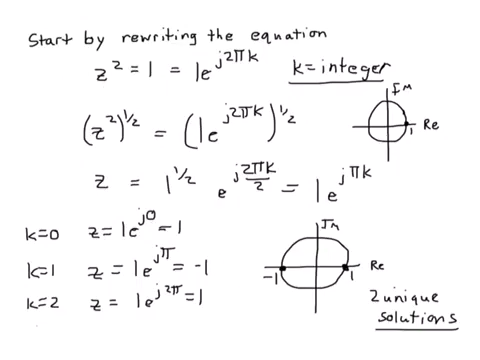 Start by rewriting the equation
z² = 1 = 1e^{j2πk} k=integer
Im
(z²)^{1/2} = (1e^{j2πk})^{1/2}
Re
1
z = 1^{1/2} e^{j2πk/2} = 1e^{jπk}
k=0 z=1e^{j0}=1
Im
k=1 z=1e^{jπ}=-1
-1 1 Re
k=2 z=1e^{j2π}=1
2 unique
solutions